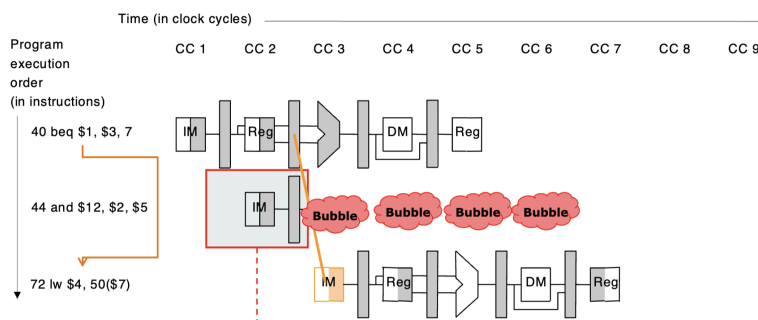 Time (in clock cycles)
Program
execution
order
(in instructions)
CC 1 CC 2 CC 3 CC 4 CC 5 CC 6 CC 7 CC 8 CC 9
40 beq $1, $3, 7
IM Reg DM Reg
44 and $12, $2, $5
IM Bubble Bubble Bubble Bubble
72 lw $4, 50($7)
IM Reg DM Reg